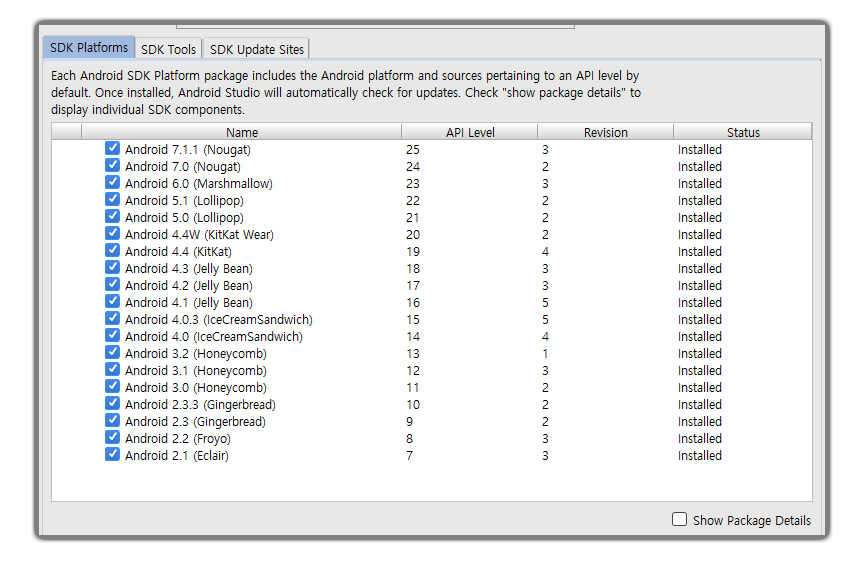 SDK Platforms SDK Tools SDK Update Sites
Each Android SDK Platform package includes the Android platform and sources pertaining to an API level by
default. Once installed, Android Studio will automatically check for updates. Check "show package details" to
display individual SDK components.
Name API Level Revision Status
Android 7.1.1 (Nougat) 25 3 Installed
Android 7.0 (Nougat) 24 2 Installed
Android 6.0 (Marshmallow) 23 3 Installed
Android 5.1 (Lollipop) 22 2 Installed
Android 5.0 (Lollipop) 21 2 Installed
Android 4.4W (KitKat Wear) 20 2 Installed
Android 4.4 (KitKat) 19 4 Installed
Android 4.3 (Jelly Bean) 18 3 Installed
Android 4.2 (Jelly Bean) 17 3 Installed
Android 4.1 (Jelly Bean) 16 5 Installed
Android 4.0.3 (IceCreamSandwich) 15 5 Installed
Android 4.0 (IceCreamSandwich) 14 4 Installed
Android 3.2 (Honeycomb) 13 1 Installed
Android 3.1 (Honeycomb) 12 3 Installed
Android 3.0 (Honeycomb) 11 2 Installed
Android 2.3.3 (Gingerbread) 10 2 Installed
Android 2.3 (Gingerbread) 9 2 Installed
Android 2.2 (Froyo) 8 3 Installed
Android 2.1 (Eclair) 7 3 Installed
Show Package Details